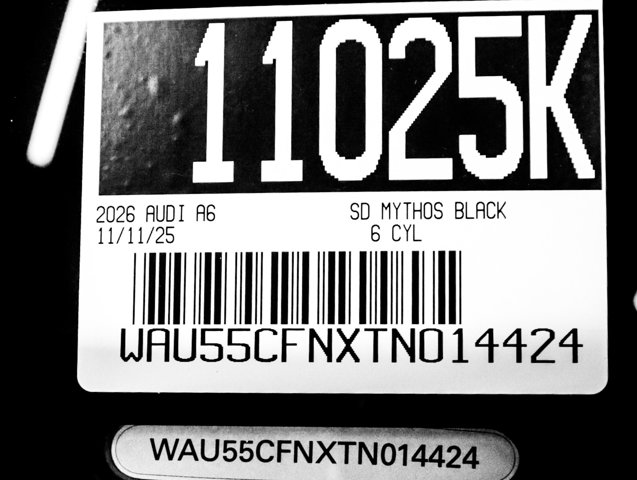 11025K
2026 AUDI A6 SD MYTHOS BLACK
11/11/25 6 CYL
WAU55CFNXTN014424
WAU55CFNXTN014424